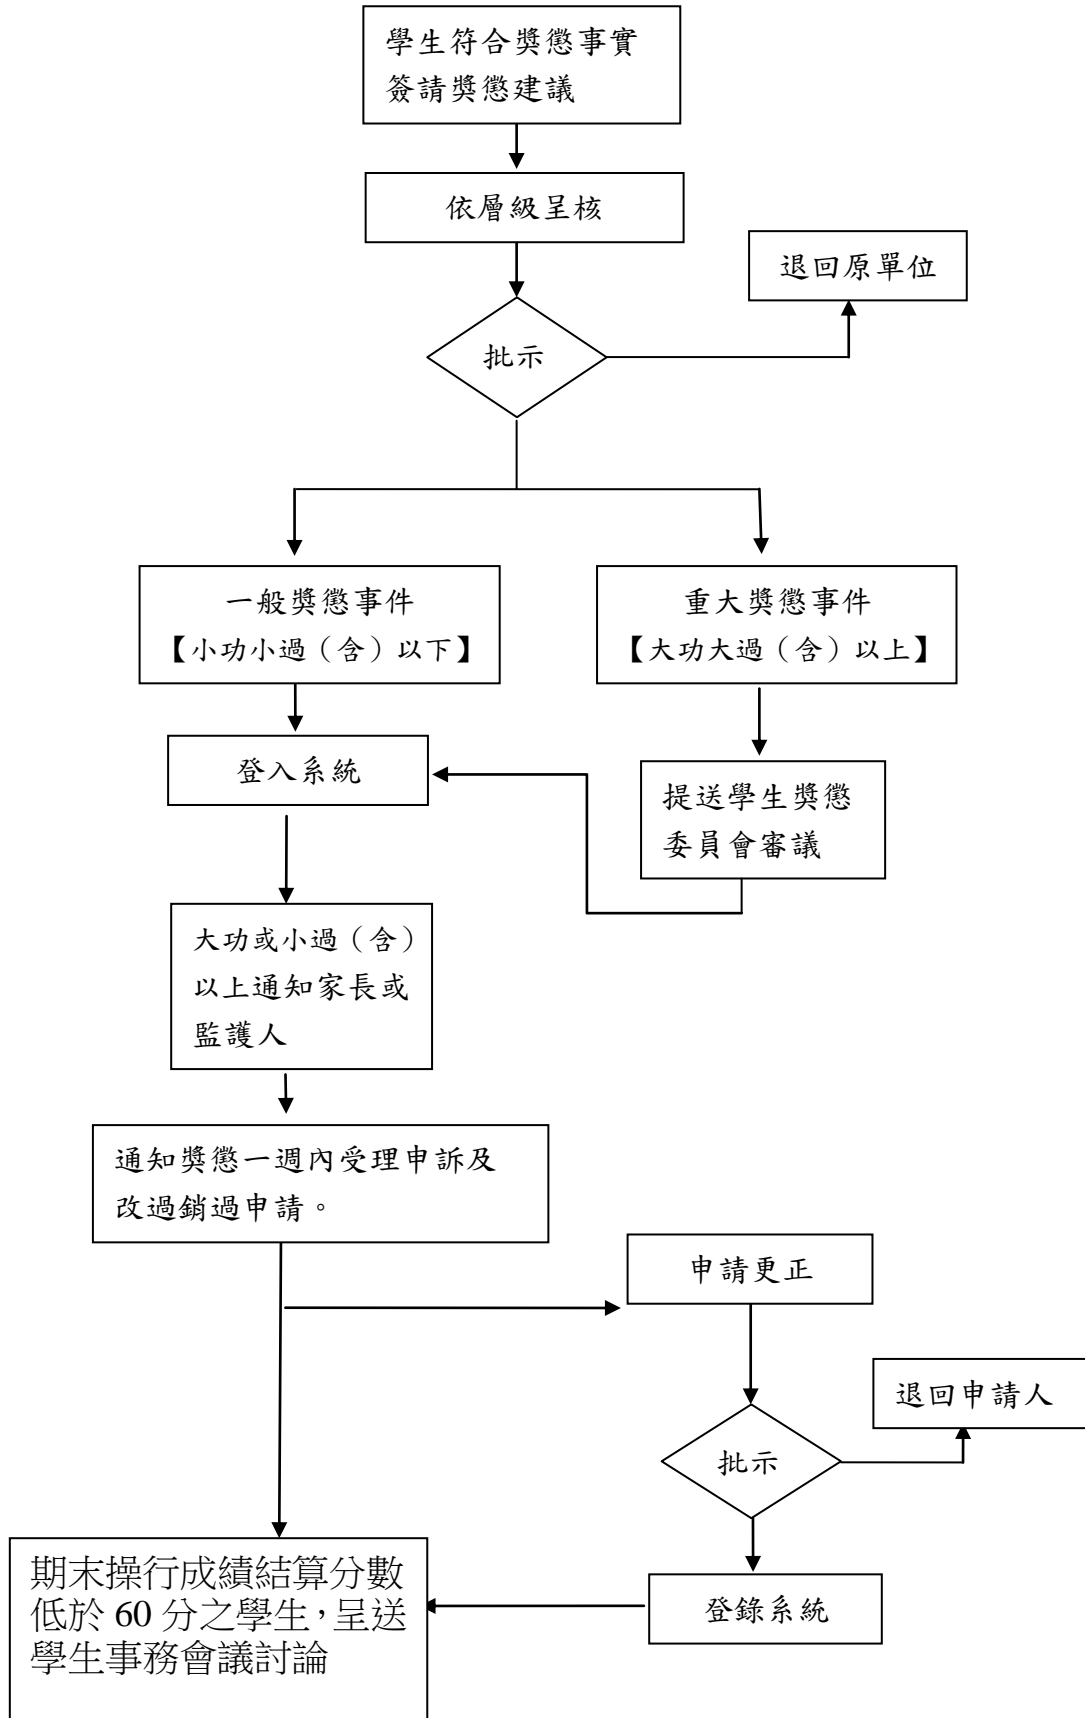 學生符合獎懲事實
簽請獎懲建議
依層級呈核
退回原單位
批示
一般獎懲事件
【小功小過（含）以下】
重大獎懲事件
【大功大過（含）以上】
登入系統
提送學生獎懲
委員會審議
大功或小過（含）
以上通知家長或
監護人
通知獎懲一週內受理申訴及
改過銷過申請。
申請更正
退回申請人
批示
登錄系統
期末操行成績結算分數
低於 60 分之學生，呈送
學生事務會議討論